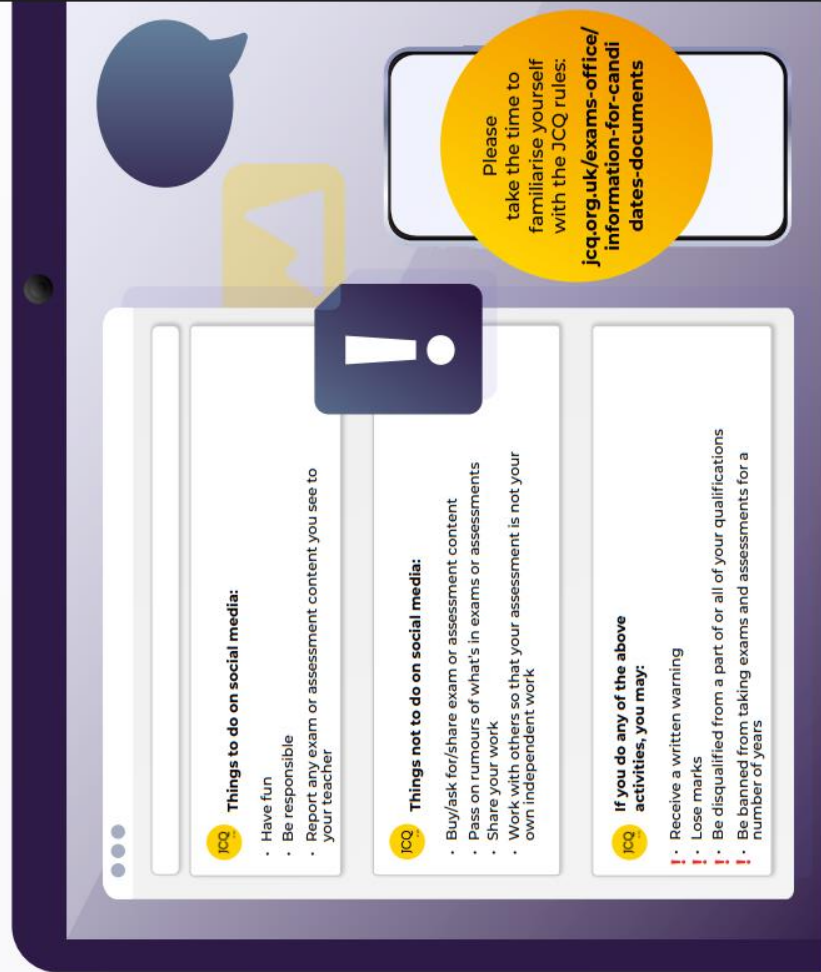 JCQ
Things to do on social media:
• Have fun
• Be responsible
• Report any exam or assessment content you see to
your teacher
JCQ
Things not to do on social media:
• Buy/ask for/share exam or assessment content
• Pass on rumours of what's in exams or assessments
• Share your work
• Work with others so that your assessment is not your
own independent work
JCQ
If you do any of the above
activities, you may:
! • Receive a written warning
! • Lose marks
! • Be disqualified from a part of or all of your qualifications
! • Be banned from taking exams and assessments for a
number of years
!
Please
take the time to
familiarise yourself
with the JCQ rules:
jcq.org.uk/exams-office/
information-for-candi
dates-documents